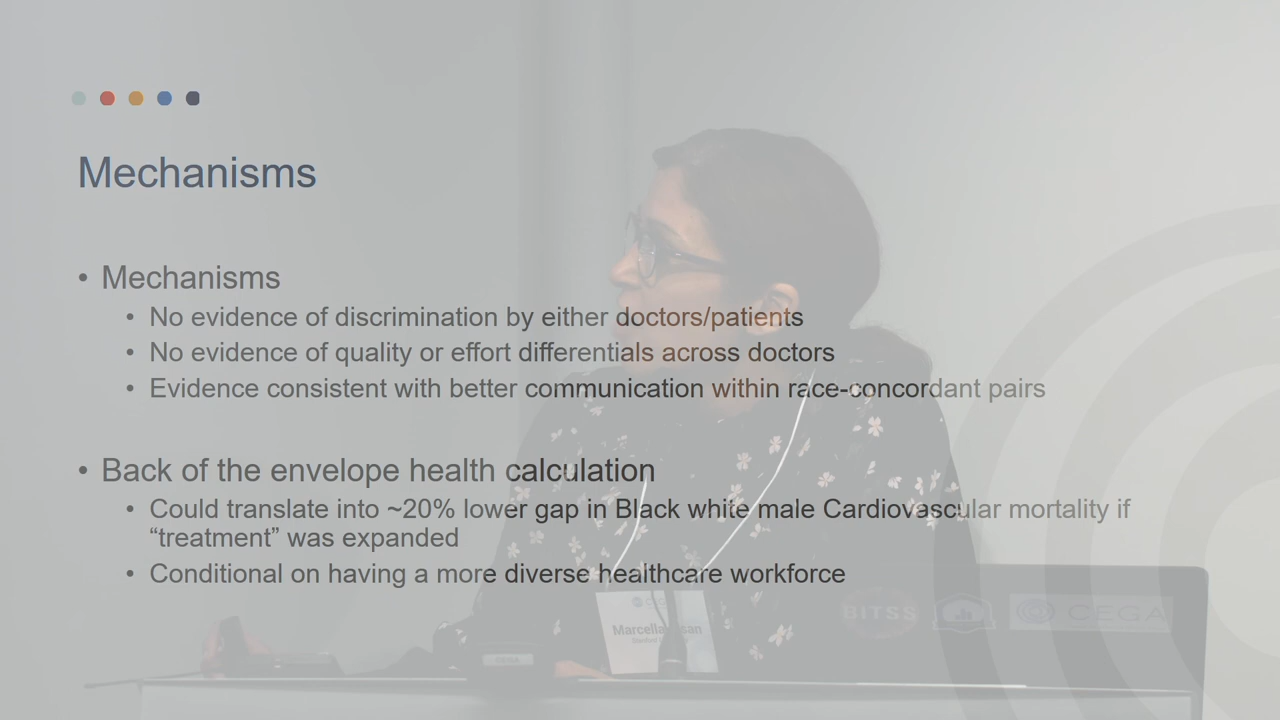 Mechanisms
• Mechanisms
• No evidence of discrimination by either doctors/patients
• No evidence of quality or effort differentials across doctors
• Evidence consistent with better communication within race-concordant pairs
• Back of the envelope health calculation
• Could translate into ~20% lower gap in Black white male Cardiovascular mortality if
“treatment” was expanded
• Conditional on having a more diverse healthcare workforce
BITSS
CEGA
Marcella
Stanford